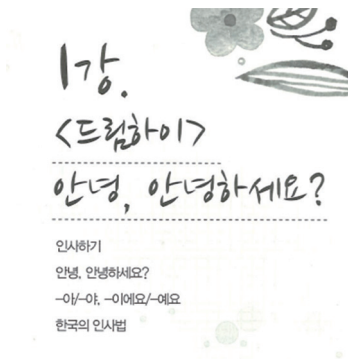 1강.
<드림하이>
안녕, 안녕하세요?
인사하기
안녕, 안녕하세요?
-아/-야, -이에요/-예요
한국의 인사법